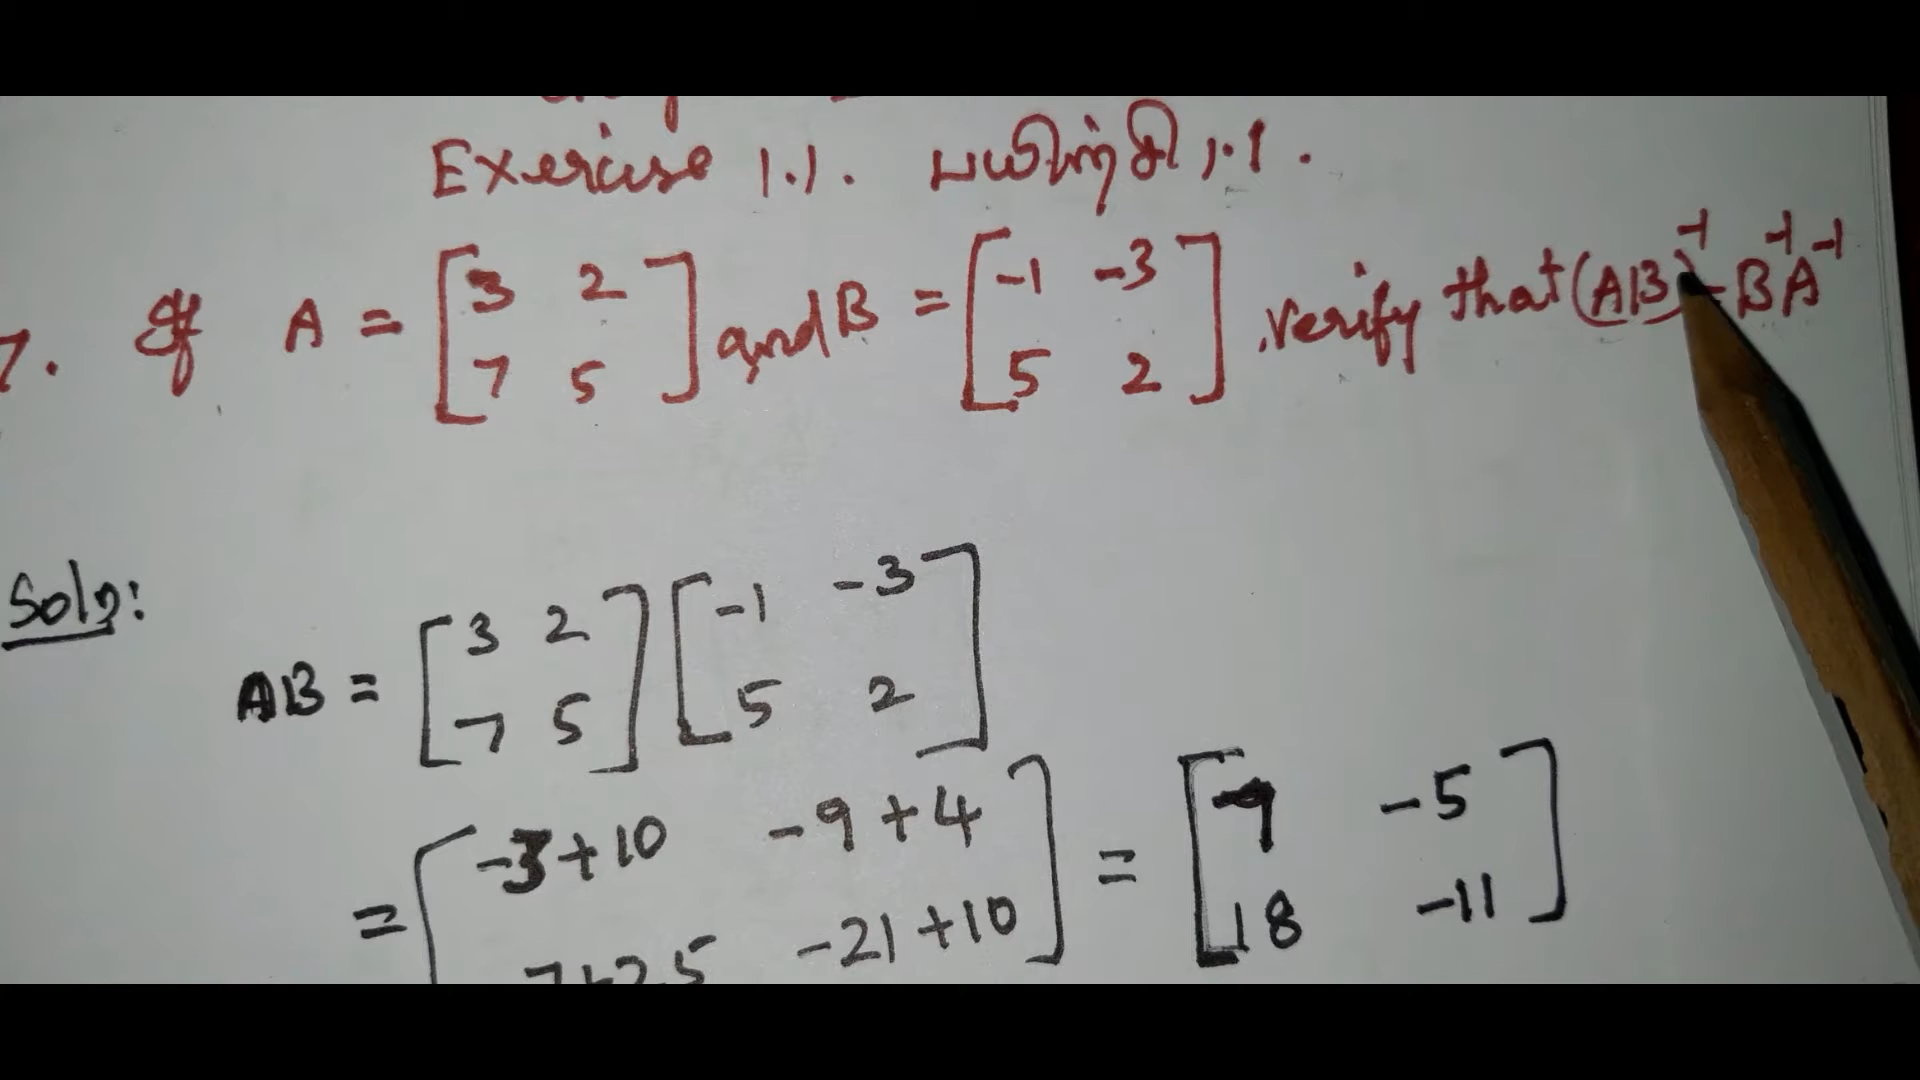 Exercise 1.1. பயிற்சி 1.1.
7. If A = [3 2 7 5] and B = [-1 -3 5 2], verify that (AB)⁻¹ = B⁻¹A⁻¹
Soln:
AB = [3 2 7 5] [-1 -3 5 2]
= [-3+10 -9+4 -7+25 -21+10] = [7 -5 18 -11]